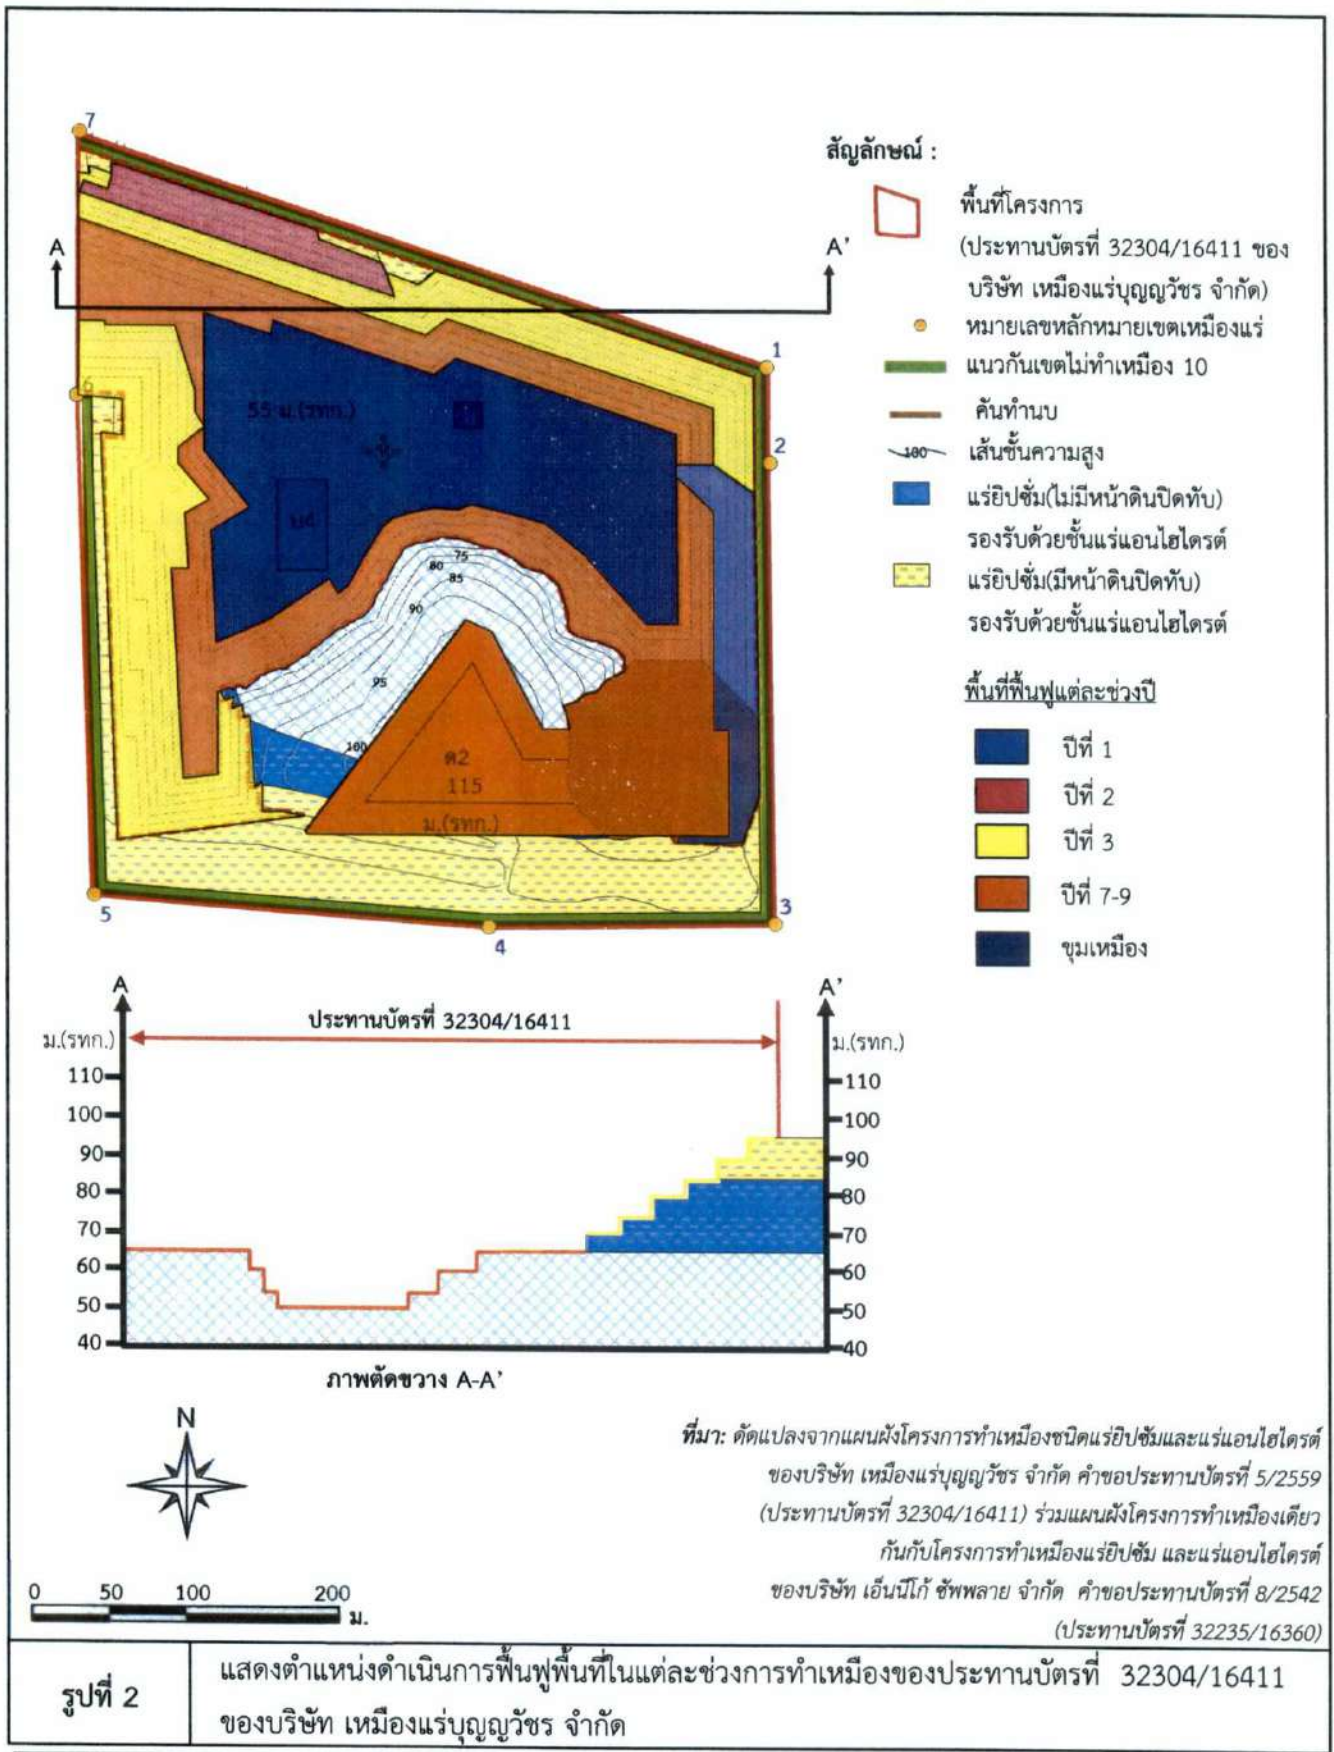 7
สัญลักษณ์ :
พื้นที่โครงการ
(ประทานบัตรที่ 32304/16411 ของ
บริษัท เหมืองแร่บุญญวัชร จำกัด)
หมายเลขหลักหมายเขตเหมืองแร่
แนวกันเขตไม่ทำเหมือง 10
คันทำนบ
100
เส้นชั้นความสูง
แร่ยิปซั่ม(ไม่มีหน้าดินปิดทับ)
รองรับด้วยชั้นแร่แอนไฮไดรต์
แร่ยิปซั่ม(มีหน้าดินปิดทับ)
รองรับด้วยชั้นแร่แอนไฮไดรต์
พื้นที่ฟื้นฟูแต่ละช่วงปี
ปีที่ 1
ปีที่ 2
ปีที่ 3
ปีที่ 7-9
ขุมเหมือง
A
A'
1
6
55 ม.(รทก.)
2
75
80
85
90
95
100
ด2
115
ม.(รทก.)
5
4
3
A
A'
ประทานบัตรที่ 32304/16411
ม.(รทก.)
ม.(รทก.)
110
110
100
100
90
90
80
80
70
70
60
60
50
50
40
40
ภาพตัดขวาง A-A'
N
0 50 100 200
ม.
ที่มา: ดัดแปลงจากแผนผังโครงการทำเหมืองชนิดแร่ยิปซัมและแร่แอนไฮไดรต์
ของบริษัท เหมืองแร่บุญญวัชร จำกัด คำขอประทานบัตรที่ 5/2559
(ประทานบัตรที่ 32304/16411) ร่วมแผนผังโครงการทำเหมืองเดียว
กันกับโครงการทำเหมืองแร่ยิปซัม และแร่แอนไฮไดรต์
ของบริษัท เอ็นนีโก้ ซัพพลาย จำกัด คำขอประทานบัตรที่ 8/2542
(ประทานบัตรที่ 32235/16360)
รูปที่ 2
แสดงตำแหน่งดำเนินการฟื้นฟูพื้นที่ในแต่ละช่วงการทำเหมืองของประทานบัตรที่ 32304/16411
ของบริษัท เหมืองแร่บุญญวัชร จำกัด